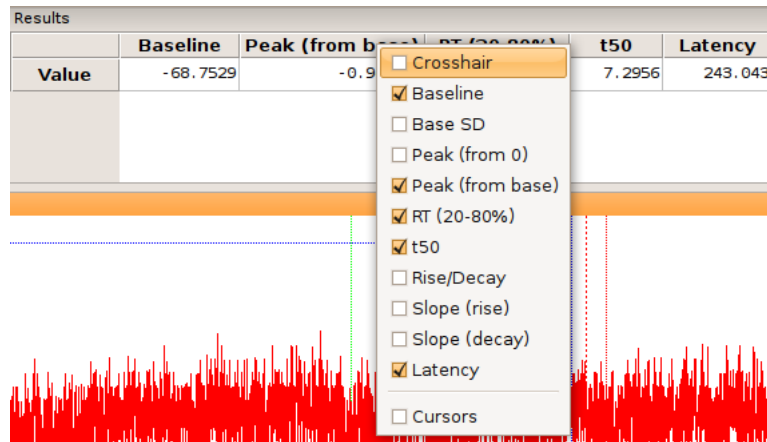 Results
Baseline Peak (from base) RT (20-80%) t50 Latency
Value -68.7529 -0.9 7.2956 243.043
Crosshair
Baseline
Base SD
Peak (from 0)
Peak (from base)
RT (20-80%)
t50
Rise/Decay
Slope (rise)
Slope (decay)
Latency
Cursors